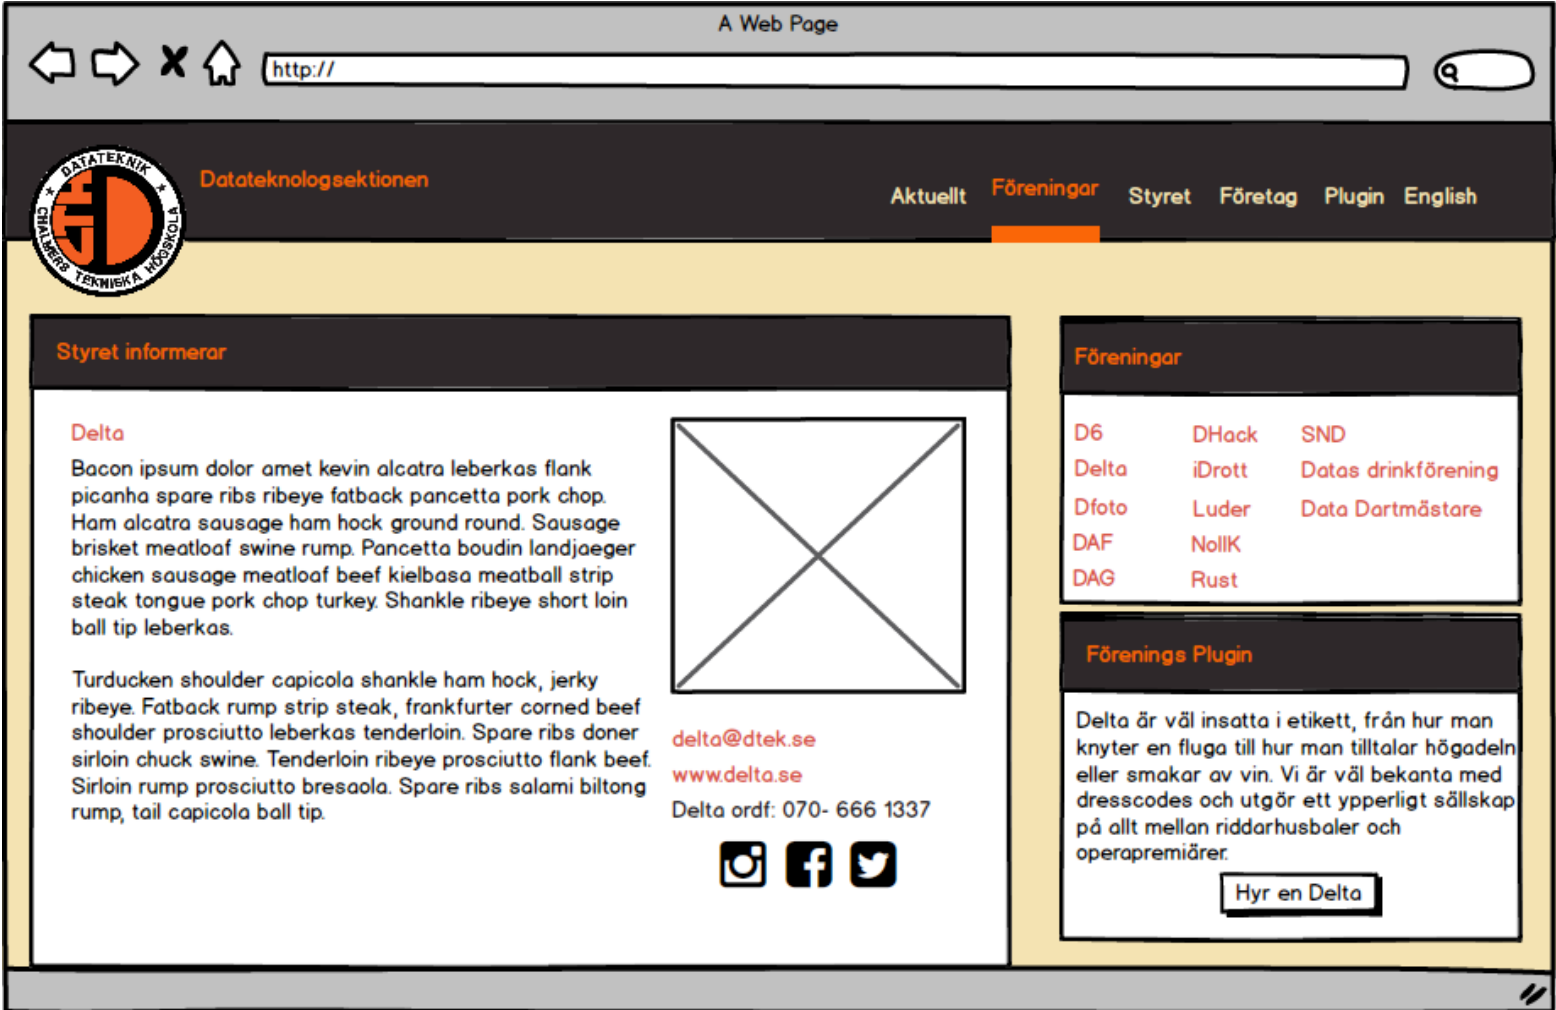 A Web Page
http://
DATATEKNIK
CHALMERS TEKNISKA HÖGSKOLA
CTH
D
Datateknologsektionen
Aktuellt Föreningar Styret Företag Plugin English
Styret informerar
Delta
Bacon ipsum dolor amet kevin alcatra leberkas flank
picanha spare ribs ribeye fatback pancetta pork chop.
Ham alcatra sausage ham hock ground round. Sausage
brisket meatloaf swine rump. Pancetta boudin landjaeger
chicken sausage meatloaf beef kielbasa meatball strip
steak tongue pork chop turkey. Shankle ribeye short loin
ball tip leberkas.
Turducken shoulder capicola shankle ham hock, jerky
ribeye. Fatback rump strip steak, frankfurter corned beef
shoulder prosciutto leberkas tenderloin. Spare ribs doner
sirloin chuck swine. Tenderloin ribeye prosciutto flank beef.
Sirloin rump prosciutto bresaola. Spare ribs salami biltong
rump, tail capicola ball tip.
delta@dtek.se
www.delta.se
Delta ordf: 070- 666 1337
Föreningar
D6 DHack SND
Delta iDrott Datas drinkförening
Dfoto Luder Data Dartmästare
DAF NollK
DAG Rust
Förenings Plugin
Delta är väl insatta i etikett, från hur man
knyter en fluga till hur man tilltalar högadeln
eller smakar av vin. Vi är väl bekanta med
dresscodes och utgör ett ypperligt sällskap
på allt mellan riddarhusbaler och
operapremiärer.
Hyr en Delta